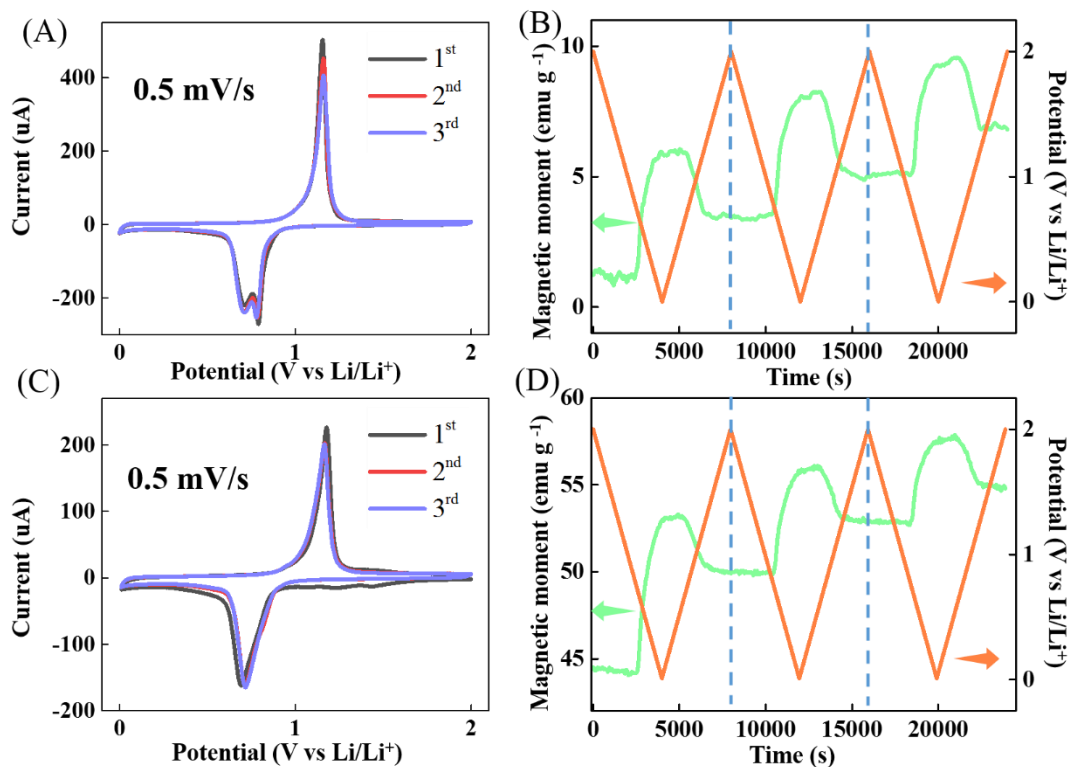 (A)
0.5 mV/s
1st
2nd
3rd
400
200
0
-200
Current (uA)
0
1
2
Potential (V vs Li/Li+)
(B)
10
5
0
Magnetic moment (emu g -1)
2
1
0
Potential (V vs Li/Li+)
0
5000
10000
15000
20000
Time (s)
(C)
0.5 mV/s
1st
2nd
3rd
200
100
0
-100
-200
Current (uA)
0
1
2
Potential (V vs Li/Li+)
(D)
60
55
50
45
Magnetic moment (emu g -1)
2
1
0
Potential (V vs Li/Li+)
0
5000
10000
15000
20000
Time (s)